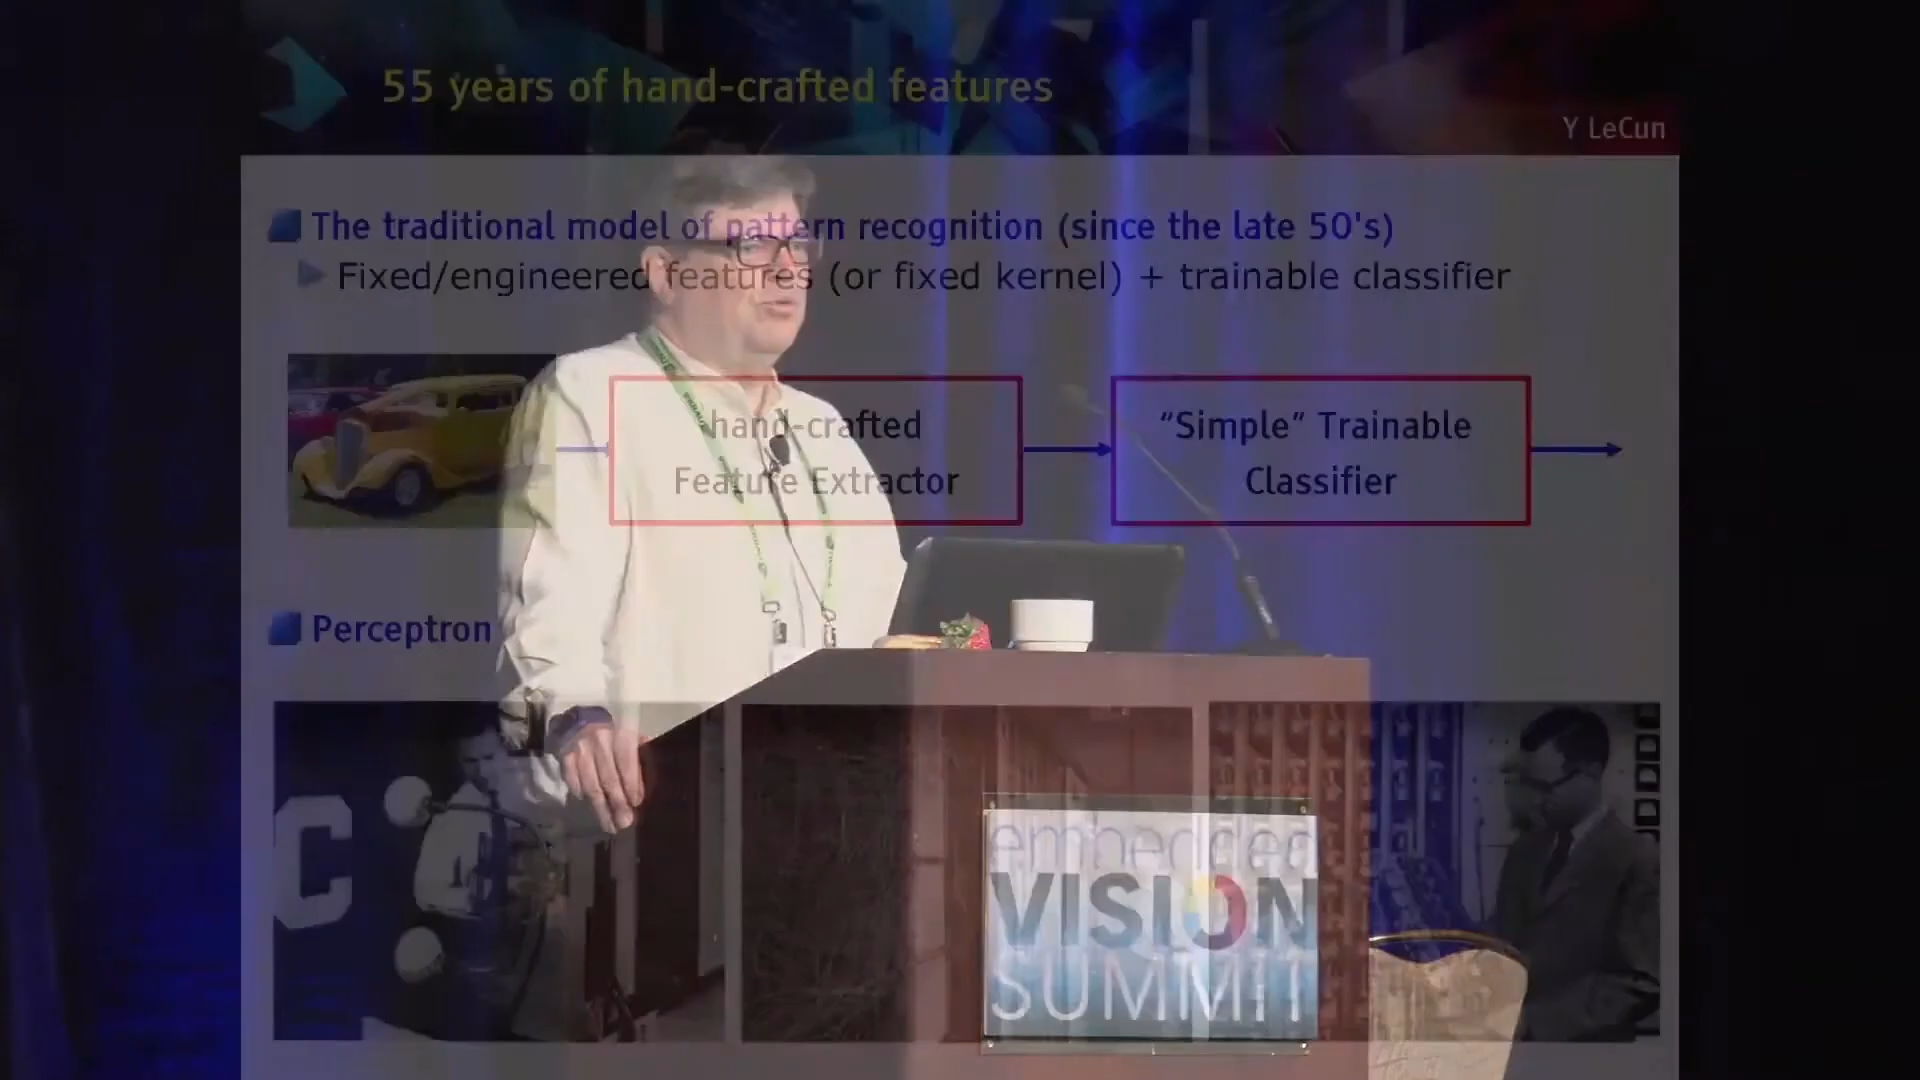 55 years of hand-crafted features
Y LeCun
The traditional model of pattern recognition (since the late 50's)
Fixed/engineered features (or fixed kernel) + trainable classifier
hand-crafted
Feature Extractor
“Simple” Trainable
Classifier
Perceptron
C
embedded
VISION
SUMMIT